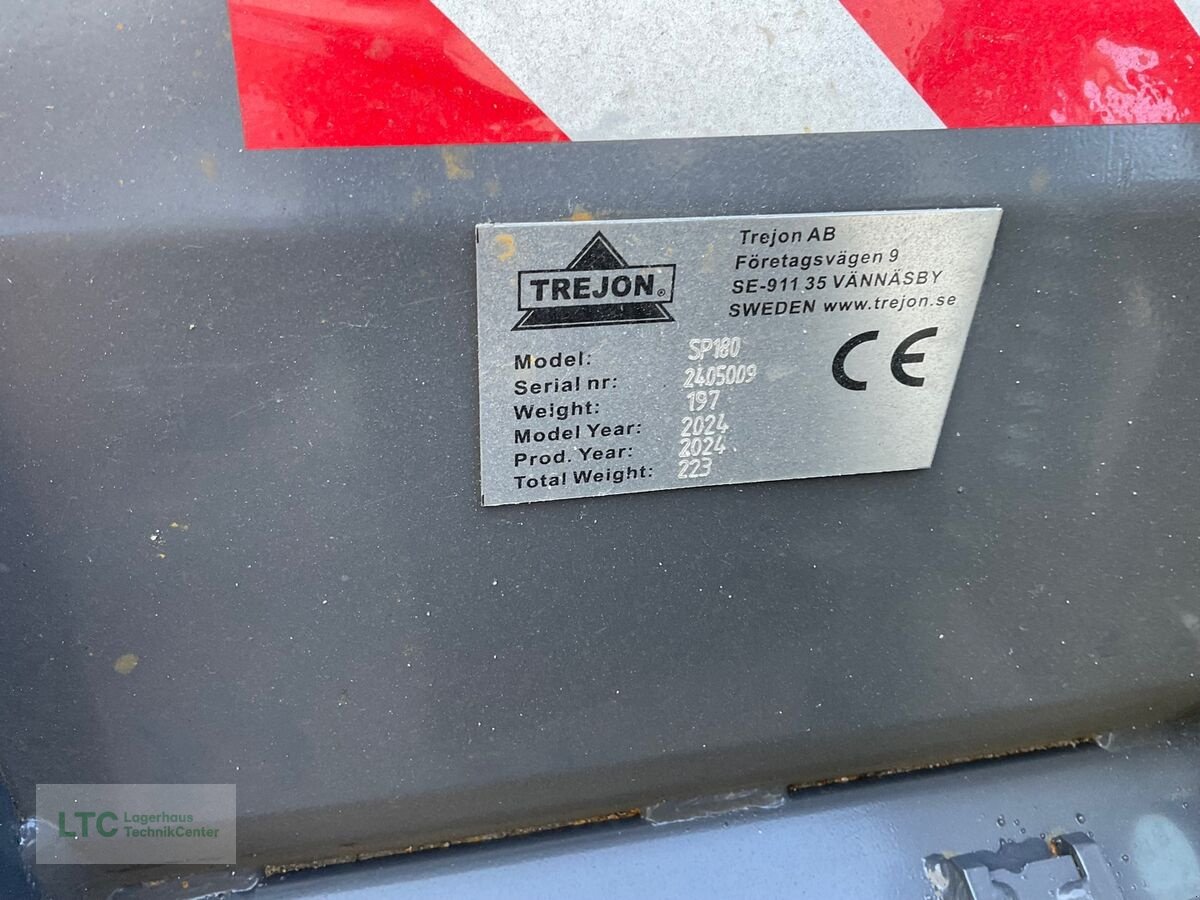 TREJON®
Trejon AB
Företagsvägen 9
SE-911 35 VÄNNÄSBY
SWEDEN www.trejon.se
CE
Model: SP180
Serial nr: 2405009
Weight: 197
Model Year: 2024
Prod. Year: 2024
Total Weight: 223
LTC Lagerhaus
TechnikCenter